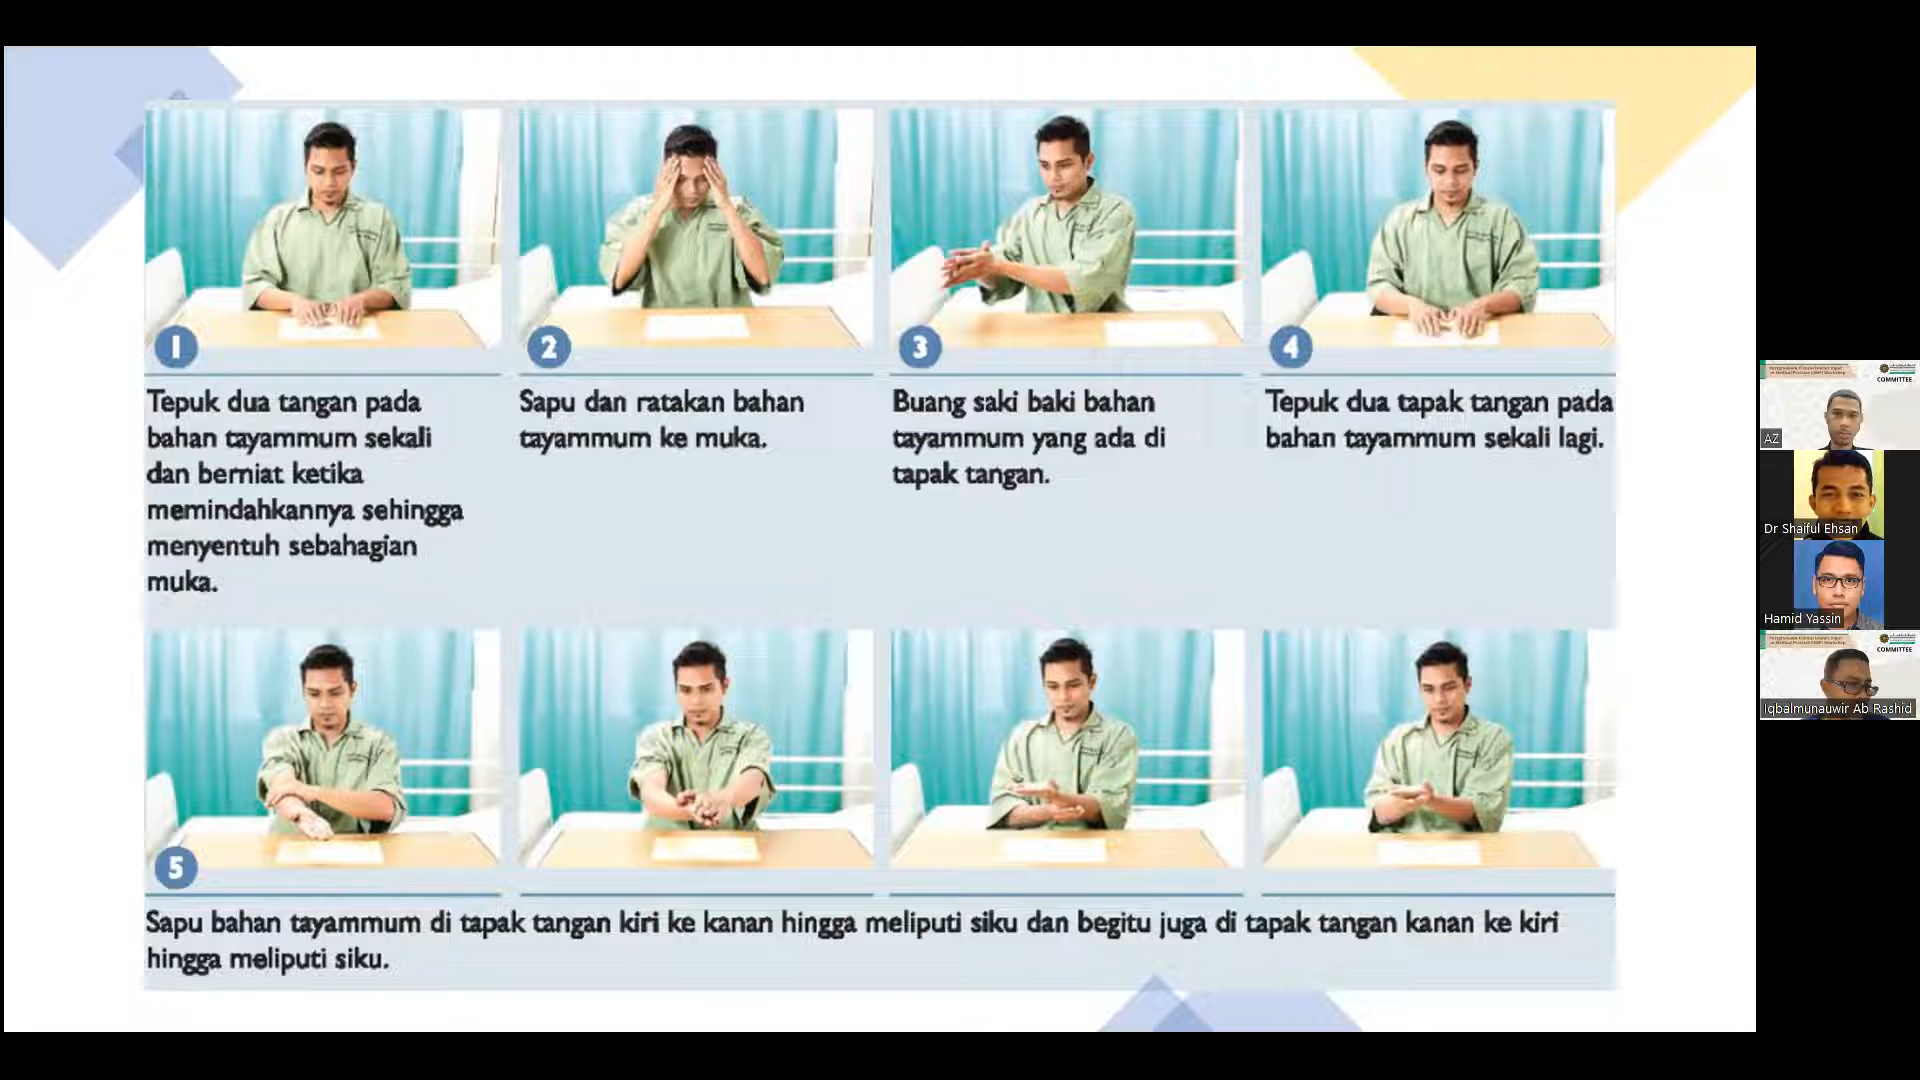 1
Tepuk dua tangan pada
bahan tayammum sekali
dan berniat ketika
memindahkannya sehingga
menyentuh sebahagian
muka.
2
Sapu dan ratakan bahan
tayammum ke muka.
3
Buang saki baki bahan
tayammum yang ada di
tapak tangan.
4
Tepuk dua tapak tangan pada
bahan tayammum sekali lagi.
5
Sapu bahan tayammum di tapak tangan kiri ke kanan hingga meliputi siku dan begitu juga di tapak tangan kanan ke kiri
hingga meliputi siku.
COMMITTEE
AZ
Dr Shaiful Ehsan
Hamid Yassin
COMMITTEE
Iqbalmunauwir Ab Rashid